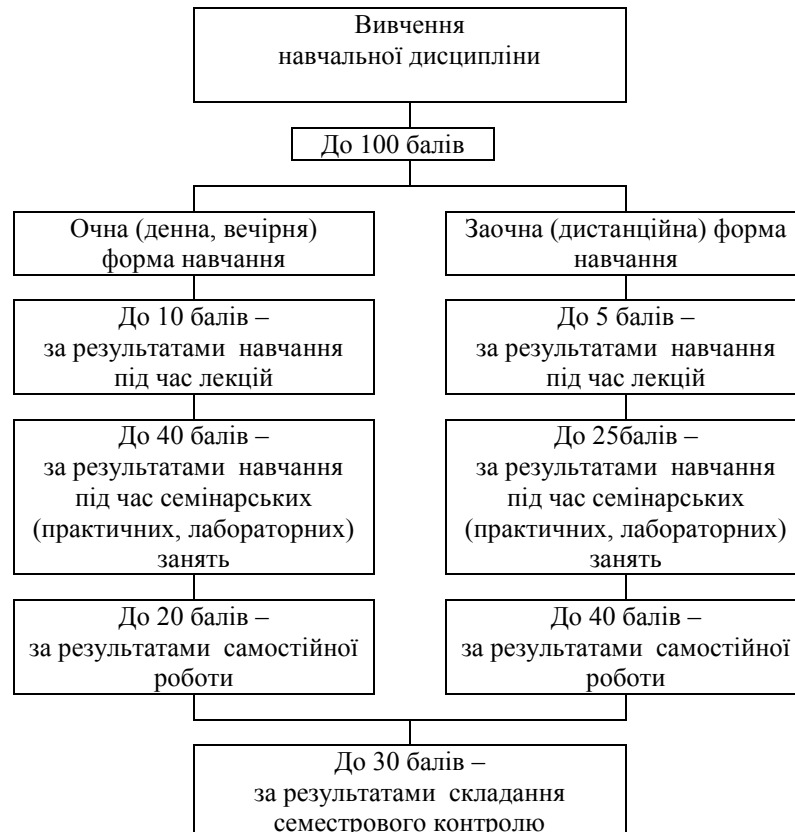 Вивчення
навчальної дисципліни
До 100 балів
Очна (денна, вечірня)
форма навчання
До 10 балів –
за результатами навчання
під час лекцій
До 40 балів –
за результатами навчання
під час семінарських
(практичних, лабораторних)
занять
До 20 балів –
за результатами самостійної
роботи
Заочна (дистанційна) форма
навчання
До 5 балів –
за результатами навчання
під час лекцій
До 25балів–
за результатами навчання
під час семінарських
(практичних, лабораторних)
занять
До 40 балів –
за результатами самостійної
роботи
До 30 балів –
за результатами складання
семестрового контролю